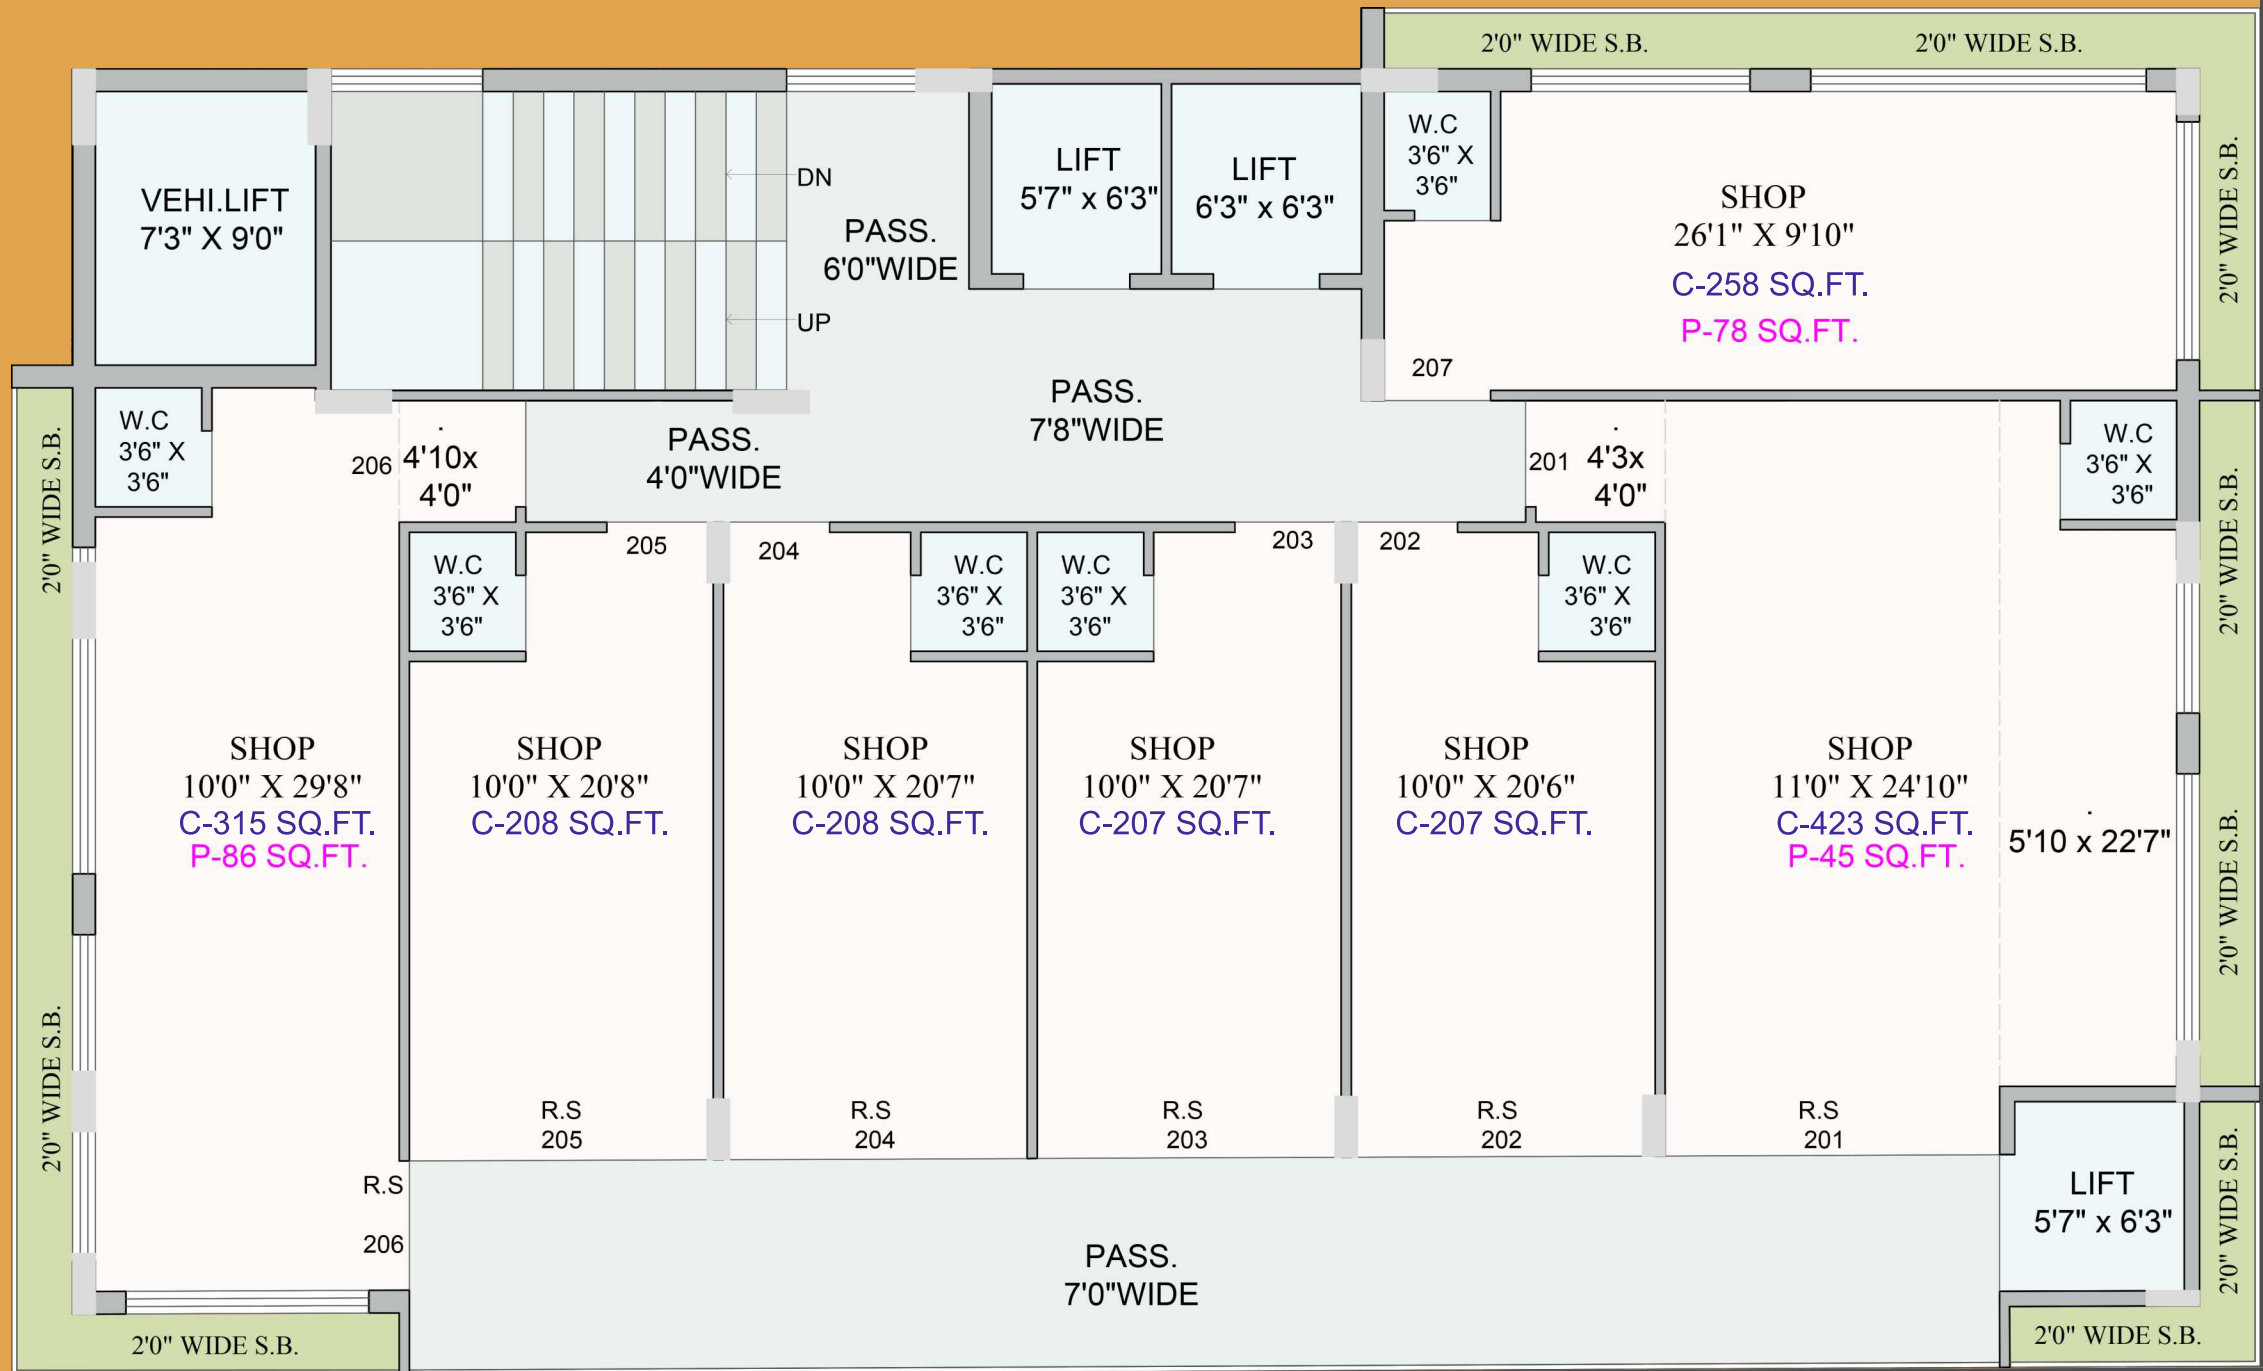 2'0" WIDE S.B.
2'0" WIDE S.B.
VEHI.LIFT
7'3" X 9'0"
DN
UP
PASS.
6'0"WIDE
LIFT
5'7" x 6'3"
LIFT
6'3" x 6'3"
W.C
3'6" X
3'6"
SHOP
26'1" X 9'10"
C-258 SQ.FT.
P-78 SQ.FT.
207
2'0" WIDE S.B.
2'0" WIDE S.B.
W.C
3'6" X
3'6"
206
4'10x
4'0"
PASS.
4'0"WIDE
PASS.
7'8"WIDE
201
4'3x
4'0"
W.C
3'6" X
3'6"
2'0" WIDE S.B.
205
204
203
202
W.C
3'6" X
3'6"
W.C
3'6" X
3'6"
W.C
3'6" X
3'6"
W.C
3'6" X
3'6"
SHOP
10'0" X 29'8"
C-315 SQ.FT.
P-86 SQ.FT.
SHOP
10'0" X 20'8"
C-208 SQ.FT.
SHOP
10'0" X 20'7"
C-208 SQ.FT.
SHOP
10'0" X 20'7"
C-207 SQ.FT.
SHOP
10'0" X 20'6"
C-207 SQ.FT.
SHOP
11'0" X 24'10"
C-423 SQ.FT.
P-45 SQ.FT.
5'10 x 22'7"
2'0" WIDE S.B.
2'0" WIDE S.B.
R.S
205
R.S
204
R.S
203
R.S
202
R.S
201
R.S
206
LIFT
5'7" x 6'3"
2'0" WIDE S.B.
PASS.
7'0"WIDE
2'0" WIDE S.B.
2'0" WIDE S.B.